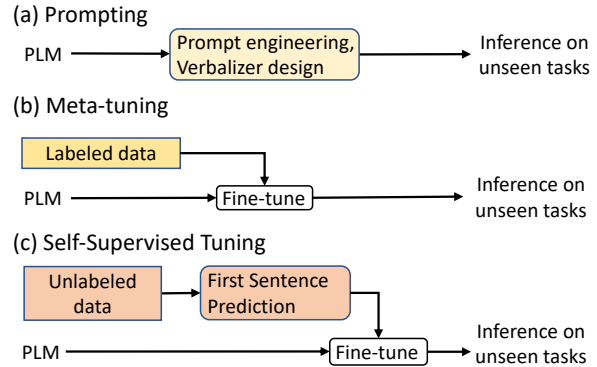 (a) Prompting
PLM
Prompt engineering,
Verbalizer design
Inference on
unseen tasks
(b) Meta-tuning
Labeled data
PLM
Fine-tune
Inference on
unseen tasks
(c) Self-Supervised Tuning
Unlabeled
data
First Sentence
Prediction
PLM
Fine-tune
Inference on
unseen tasks